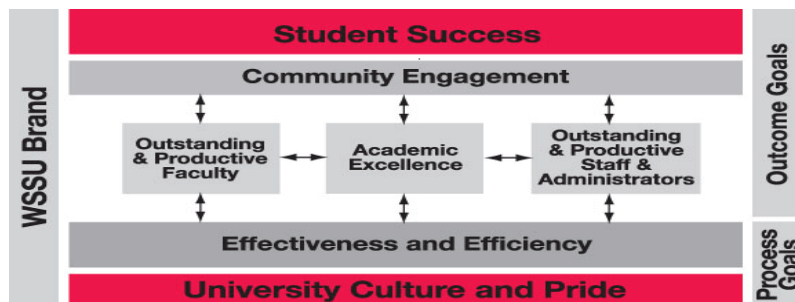 WSSU Brand
Student Success
Community Engagement
Outstanding
& Productive
Faculty
Academic
Excellence
Outstanding
& Productive
Staff &
Administrators
Effectiveness and Efficiency
University Culture and Pride
Outcome Goals
Process
Goals